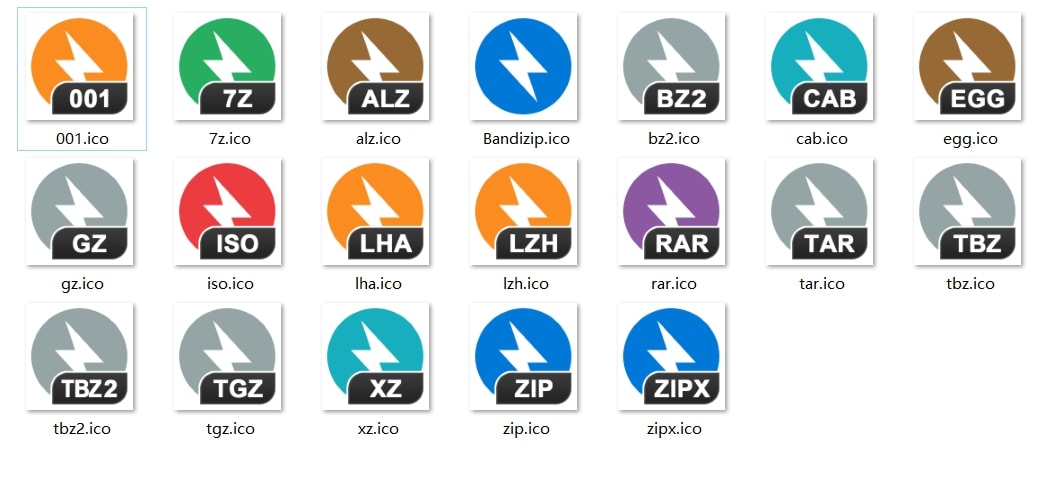 001 7Z ALZ BZ2 CAB EGG
001.ico 7z.ico alz.ico Bandizip.ico bz2.ico cab.ico egg.ico
GZ ISO LHA LZH RAR TAR TBZ
gz.ico iso.ico lha.ico lzh.ico rar.ico tar.ico tbz.ico
TBZ2 TGZ XZ ZIP ZIPX
tbz2.ico tgz.ico xz.ico zip.ico zipx.ico